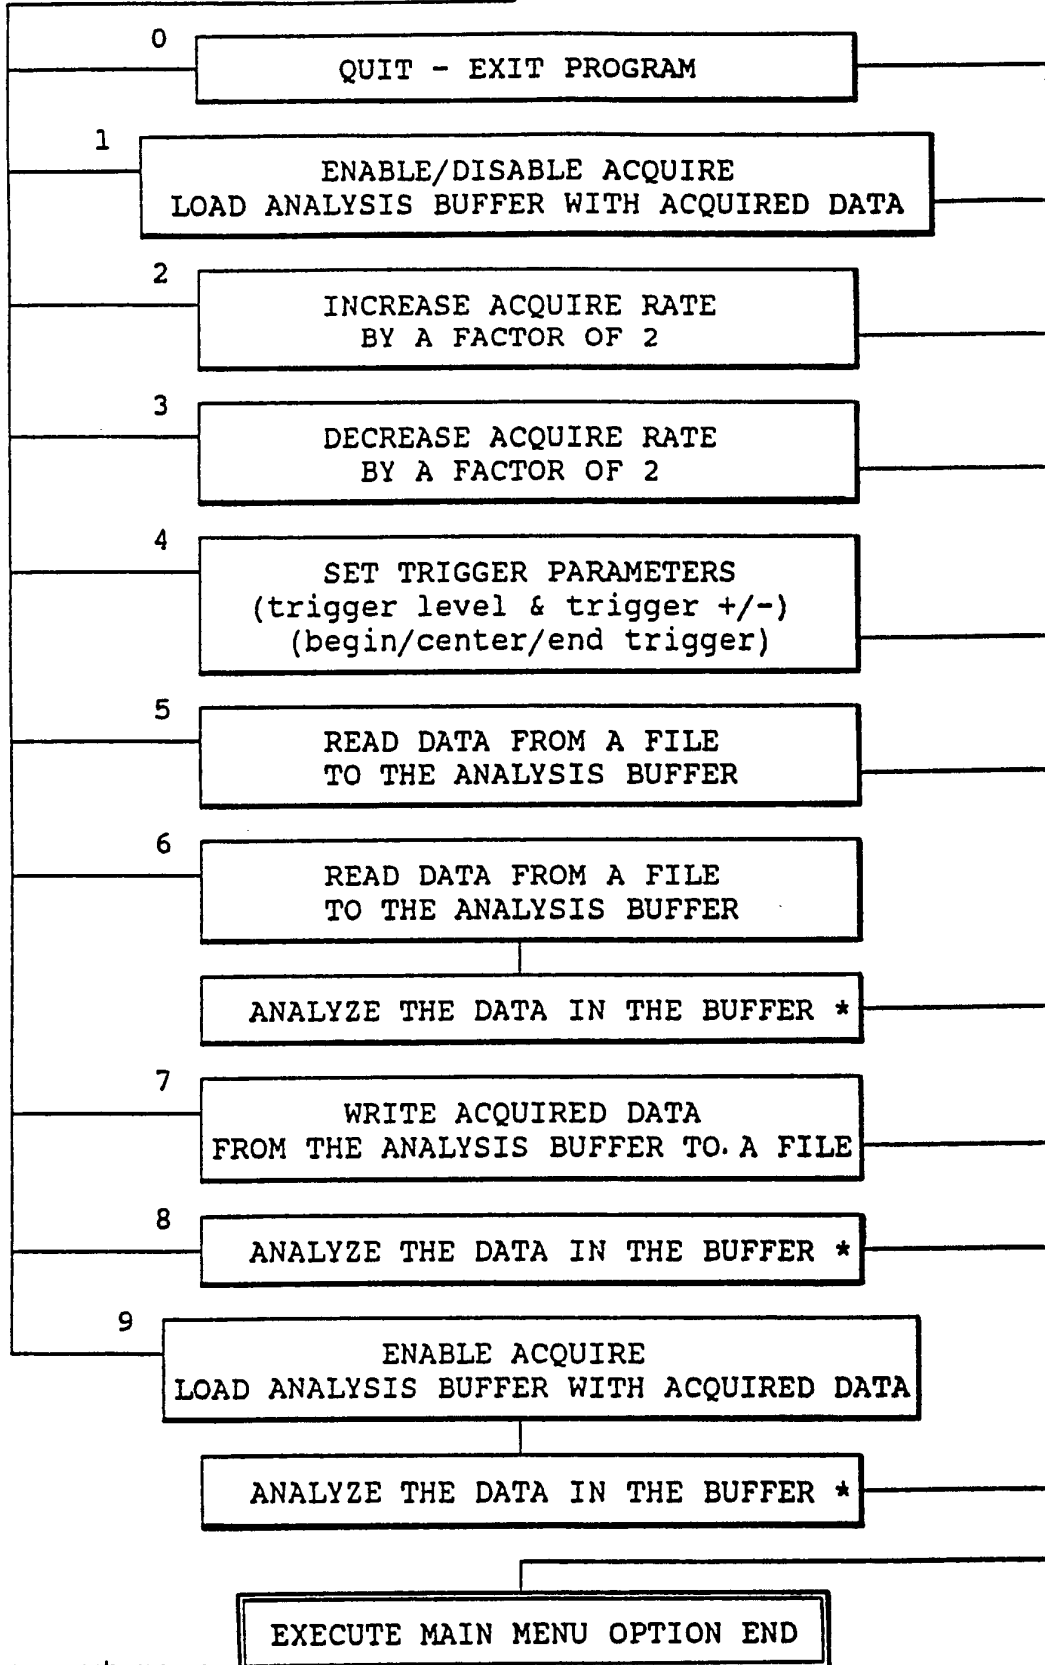 0
QUIT - EXIT PROGRAM
1
ENABLE/DISABLE ACQUIRE
LOAD ANALYSIS BUFFER WITH ACQUIRED DATA
2
INCREASE ACQUIRE RATE
BY A FACTOR OF 2
3
DECREASE ACQUIRE RATE
BY A FACTOR OF 2
4
SET TRIGGER PARAMETERS
(trigger level & trigger +/-)
(begin/center/end trigger)
5
READ DATA FROM A FILE
TO THE ANALYSIS BUFFER
6
READ DATA FROM A FILE
TO THE ANALYSIS BUFFER
ANALYZE THE DATA IN THE BUFFER *
7
WRITE ACQUIRED DATA
FROM THE ANALYSIS BUFFER TO A FILE
8
ANALYZE THE DATA IN THE BUFFER *
9
ENABLE ACQUIRE
LOAD ANALYSIS BUFFER WITH ACQUIRED DATA
ANALYZE THE DATA IN THE BUFFER *
EXECUTE MAIN MENU OPTION END